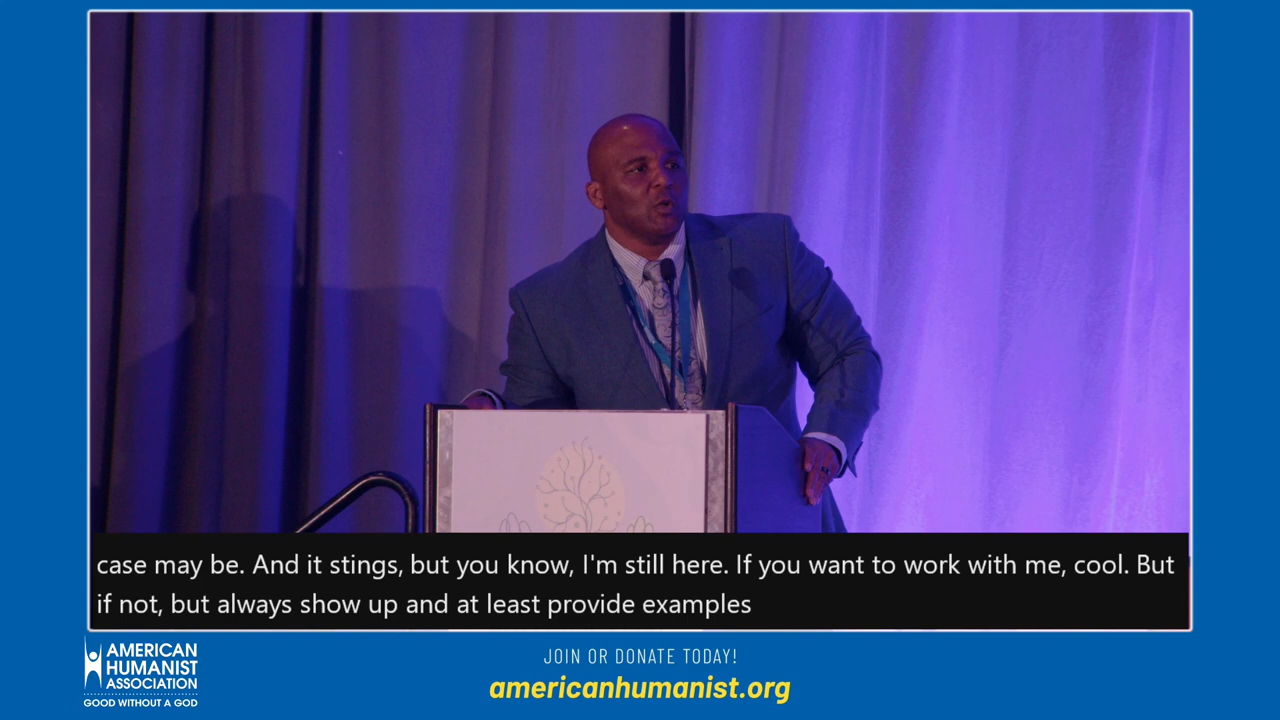 case may be. And it stings, but you know, I'm still here. If you want to work with me, cool. But
if not, but always show up and at least provide examples
AMERICAN
HUMANIST
ASSOCIATION
GOOD WITHOUT A GOD
JOIN OR DONATE TODAY!
americanhumanist.org